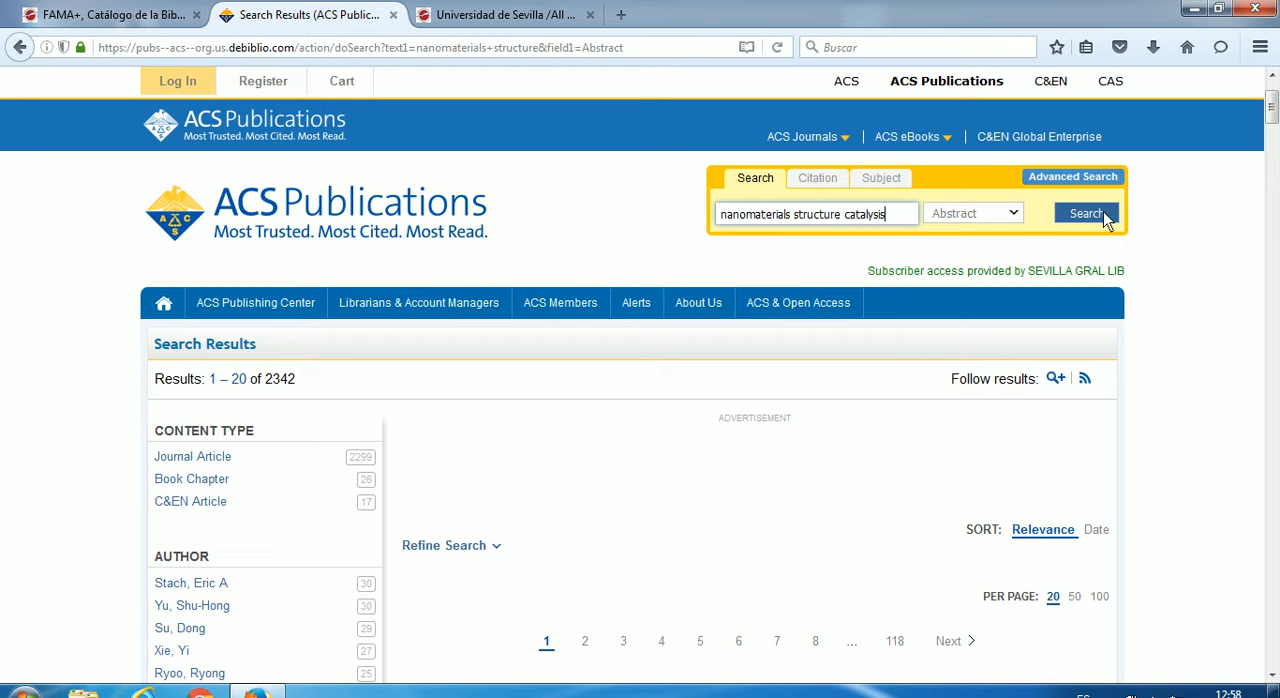 FAMA+, Catálogo de la Bib...
Search Results (ACS Public...
Universidad de Sevilla /All ...
https://pubs--acs--org.us.debiblio.com/action/doSearch?text1=nanomaterials+structure&field1=Abstract
Buscar
Log In Register Cart
ACS ACS Publications C&EN CAS
ACS Publications
Most Trusted. Most Cited. Most Read.
ACS Journals ACS eBooks C&EN Global Enterprise
ACS Publications
Most Trusted. Most Cited. Most Read.
Search Citation Subject Advanced Search
nanomaterials structure catalysis Abstract Search
Subscriber access provided by SEVILLA GRAL LIB
ACS Publishing Center Librarians & Account Managers ACS Members Alerts About Us ACS & Open Access
Search Results
Results: 1 – 20 of 2342
Follow results:
ADVERTISEMENT
CONTENT TYPE
Journal Article 2299
Book Chapter 26
C&EN Article 17
SORT: Relevance Date
Refine Search
AUTHOR
Stach, Eric A 30
Yu, Shu-Hong 30
Su, Dong 29
Xie, Yi 27
Ryoo, Ryong 25
PER PAGE: 20 50 100
1 2 3 4 5 6 7 8 ... 118 Next
12:58